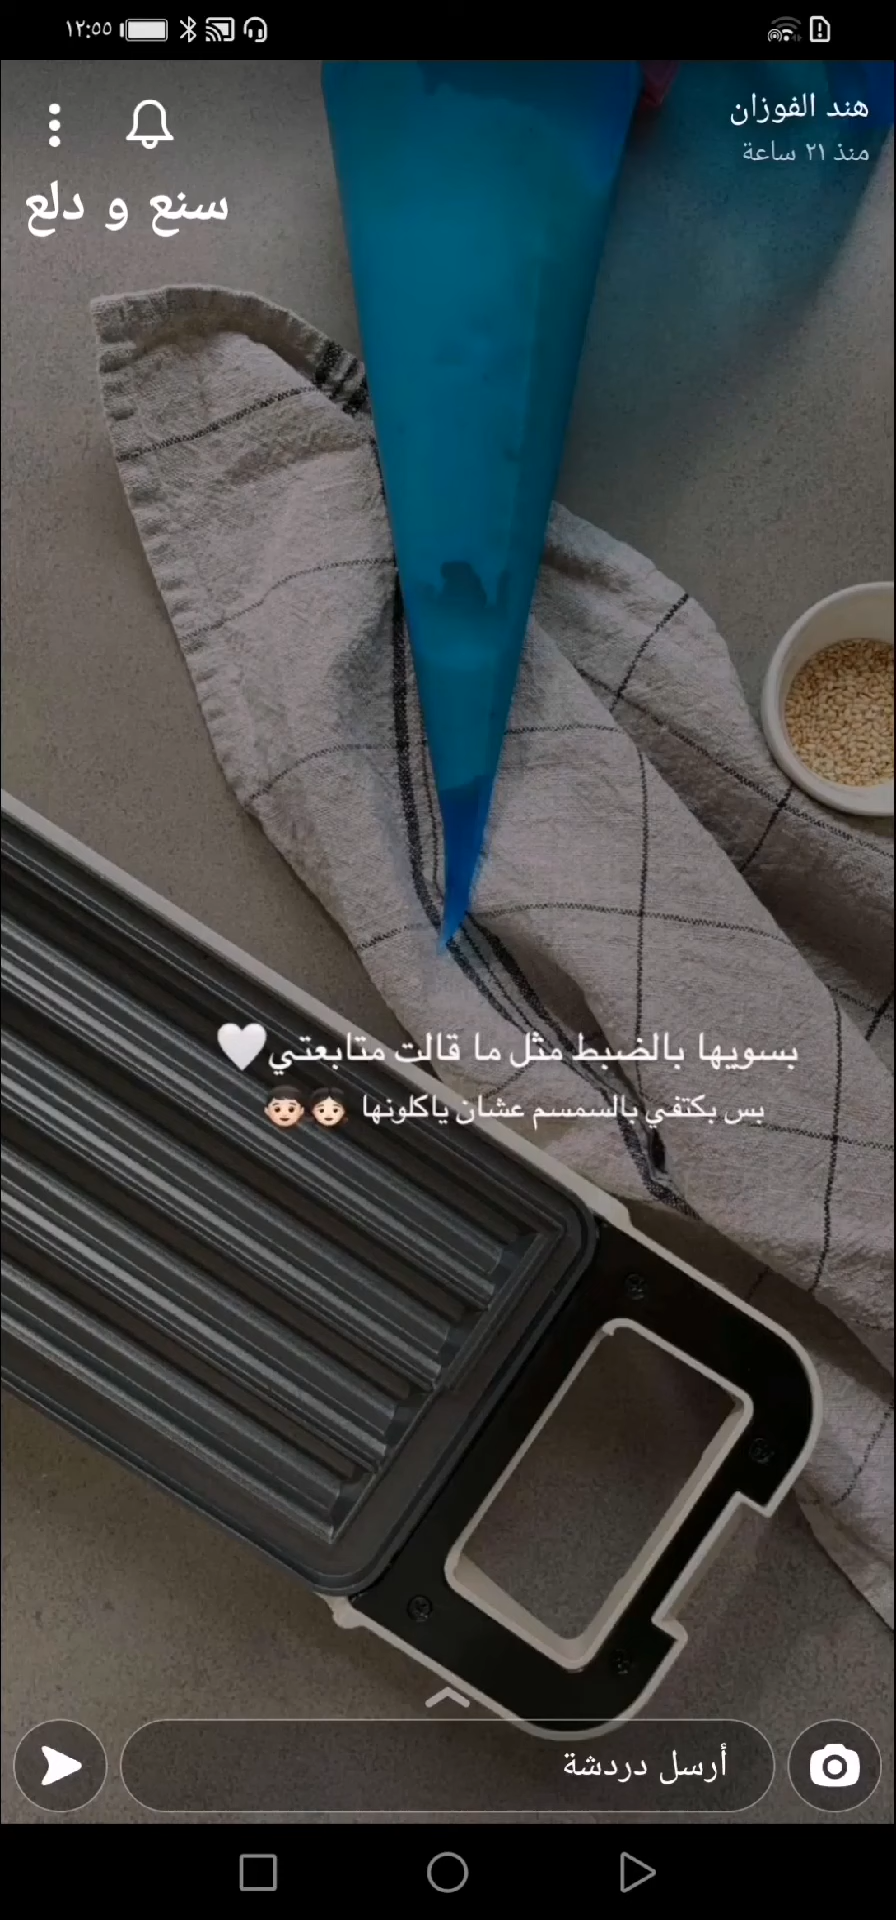 ١٢:٥٥
هند الفوزان
منذ ٢١ ساعة
سنع و دلع
بسويها بالضبط مثل ما قالت متابعتي🤍
بس بكتفي بالسمسم عشان ياكلونها 👧🏻👦🏻
أرسل دردشة